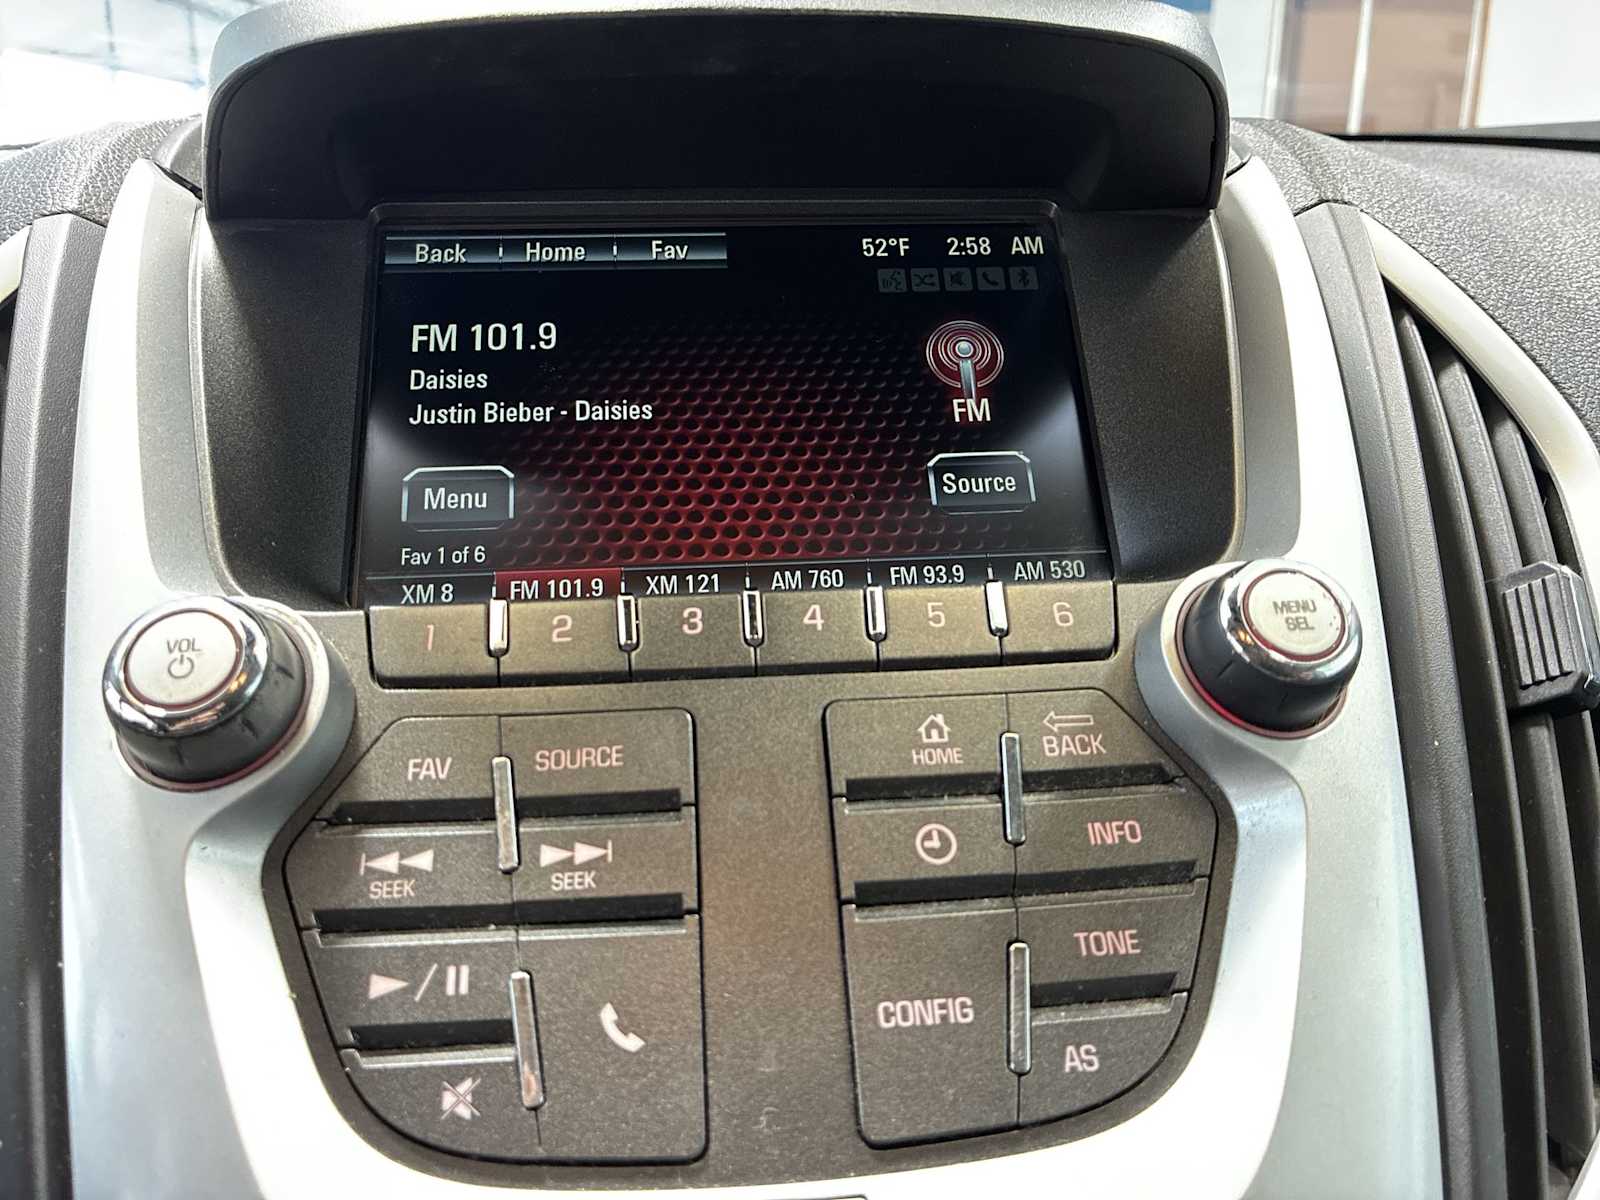 Back Home Fav 52°F 2:58 AM
FM 101.9
Daisies
Justin Bieber - Daisies
FM
Menu Source
Fav 1 of 6
XM 8 FM 101.9 XM 121 AM 760 FM 93.9 AM 530
1 2 3 4 5 6
VOL
MENU
SEL
FAV SOURCE
HOME BACK
SEEK SEEK
INFO
TONE
CONFIG
AS